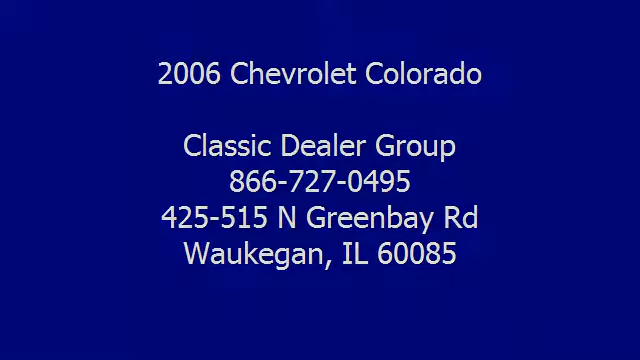 2006 Chevrolet Colorado
Classic Dealer Group
866-727-0495
425-515 N Greenbay Rd
Waukegan, IL 60085